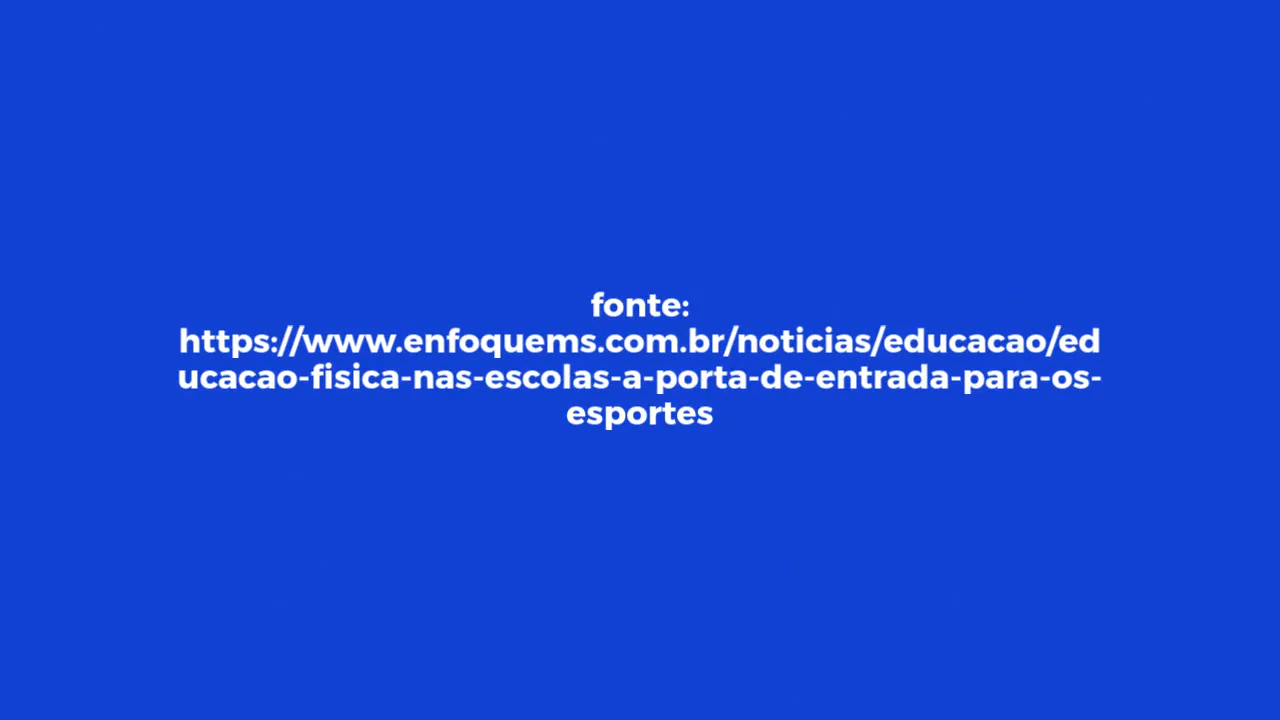 fonte:
https://www.enfoquems.com.br/noticias/educacao/ed
ucacao-fisica-nas-escolas-a-porta-de-entrada-para-os-
esportes